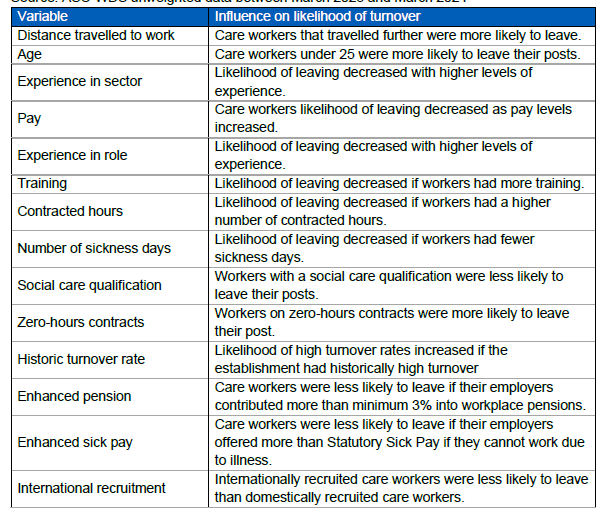 Source: ASC-WDS unweighted data between March 2023 and March 2024
Variable Influence on likelihood of turnover
Distance travelled to work Care workers that travelled further were more likely to leave.
Age Care workers under 25 were more likely to leave their posts.
Experience in sector Likelihood of leaving decreased with higher levels of
experience.
Pay Care workers likelihood of leaving decreased as pay levels
increased.
Experience in role Likelihood of leaving decreased with higher levels of
experience.
Training Likelihood of leaving decreased if workers had more training.
Contracted hours Likelihood of leaving decreased if workers had a higher
number of contracted hours.
Number of sickness days Likelihood of leaving decreased if workers had fewer
sickness days.
Social care qualification Workers with a social care qualification were less likely to
leave their posts.
Zero-hours contracts Workers on zero-hours contracts were more likely to leave
their post.
Historic turnover rate Likelihood of high turnover rates increased if the
establishment had historically high turnover
Enhanced pension Care workers were less likely to leave if their employers
contributed more than minimum 3% into workplace pensions.
Enhanced sick pay Care workers were less likely to leave if their employers
offered more than Statutory Sick Pay if they cannot work due
to illness.
International recruitment Internationally recruited care workers were less likely to leave
than domestically recruited care workers.